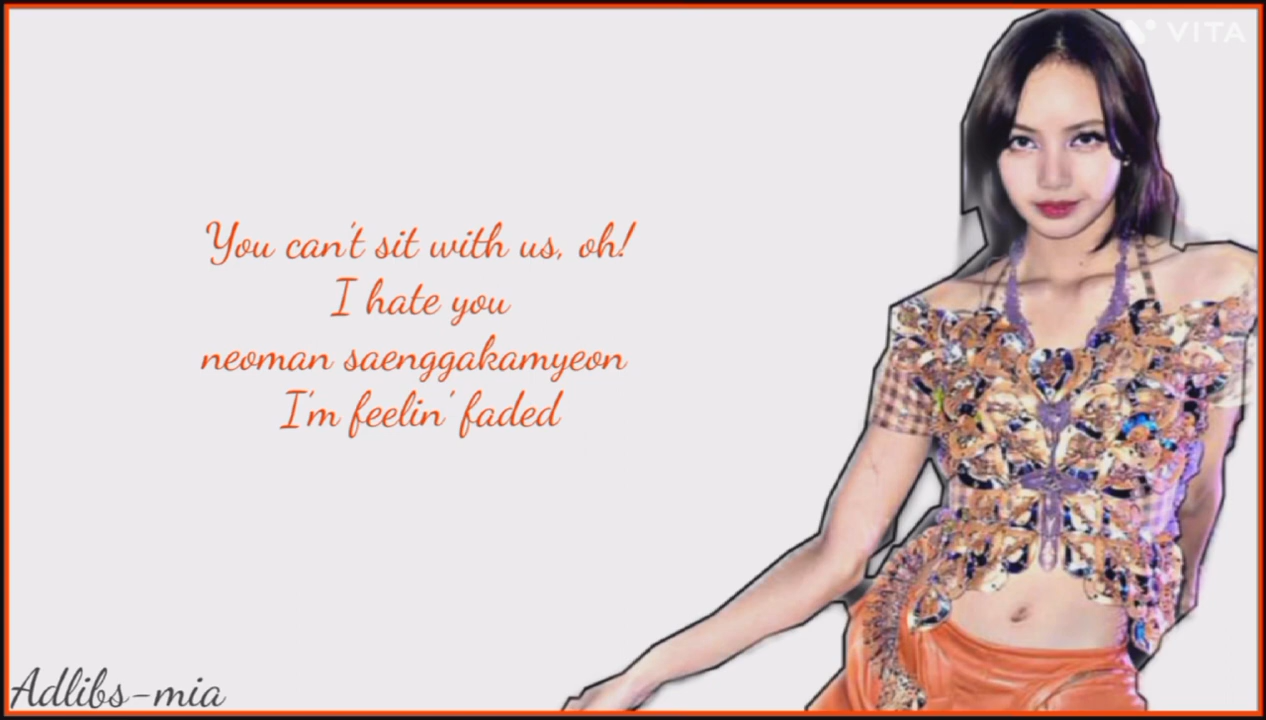 VITA
You can't sit with us, oh!
I hate you
neoman saenggakamyeon
I'm feelin' faded
Adlibs-mia